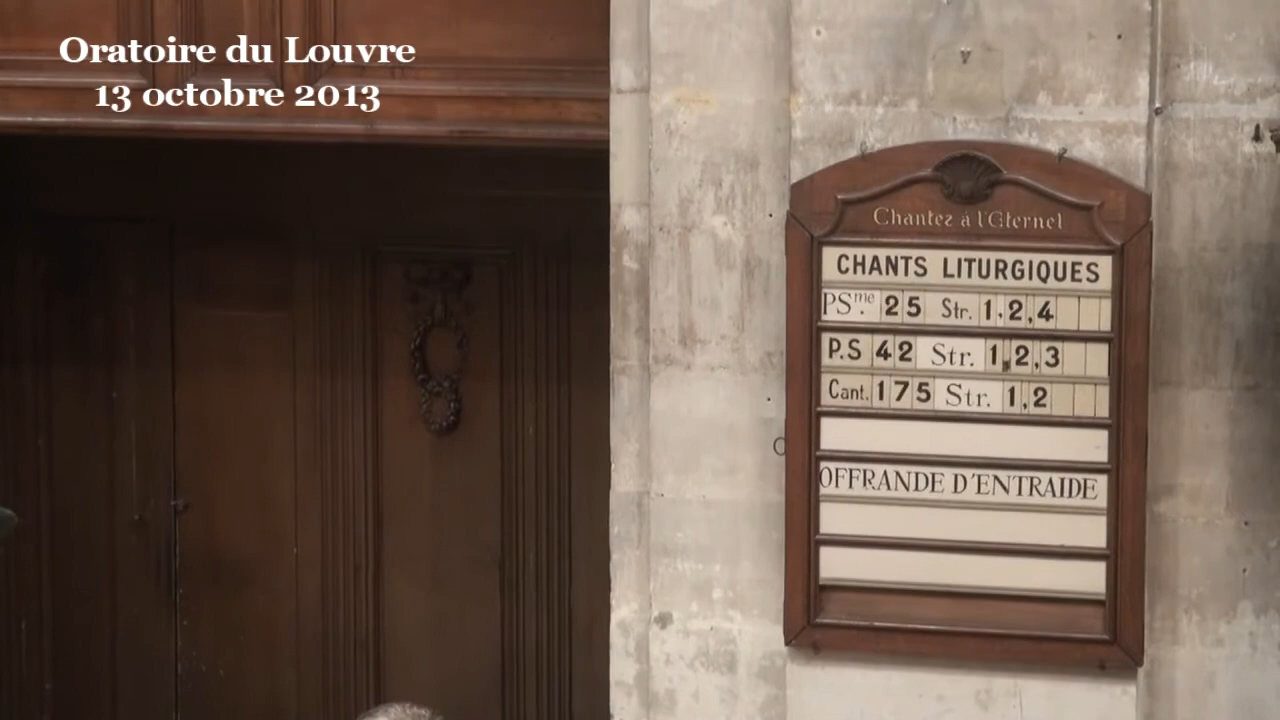 Oratoire du Louvre
13 octobre 2013
Chantez à l'Eternel
CHANTS LITURGIQUES
PS.me 25 Str. 1.2,4
P.S 42 Str. 1,2,3
Cant. 175 Str. 1,2
OFFRANDE D'ENTRAIDE